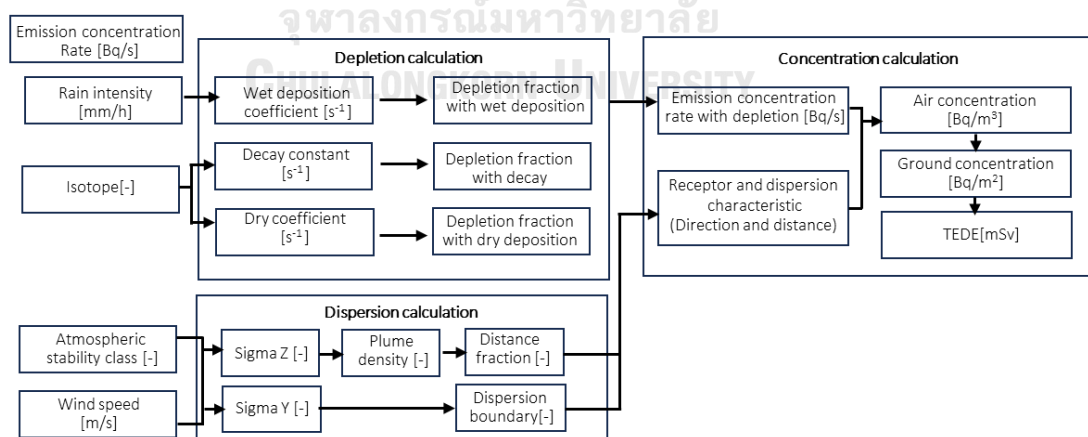 จุฬาลงกรณ์มหาวิทยาลัย
CHULALONGKORN UNIVERSITY
Emission concentration
Rate [Bq/s]
Rain intensity
[mm/h]
Isotope[-]
Depletion calculation
Wet deposition
coefficient [s⁻¹]
Depletion fraction
with wet deposition
Decay constant
[s⁻¹]
Depletion fraction
with decay
Dry coefficient
[s⁻¹]
Depletion fraction
with dry deposition
Atmospheric
stability class [-]
Wind speed
[m/s]
Dispersion calculation
Sigma Z [-]
Plume
density [-]
Distance
fraction [-]
Sigma Y [-]
Dispersion
boundary[-]
Concentration calculation
Emission concentration
rate with depletion [Bq/s]
Receptor and dispersion
characteristic
(Direction and distance)
Air concentration
[Bq/m³]
Ground concentration
[Bq/m²]
TEDE[mSv]